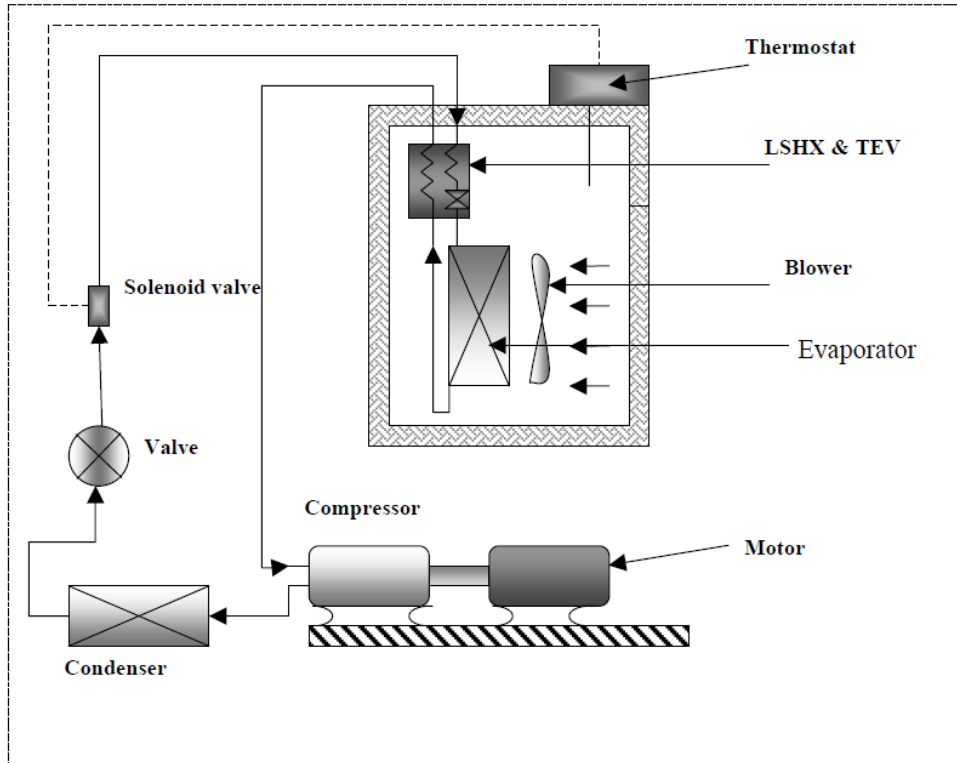 Thermostat
LSHX & TEV
Blower
Solenoid valve
Evaporator
Valve
Compressor
Motor
Condenser